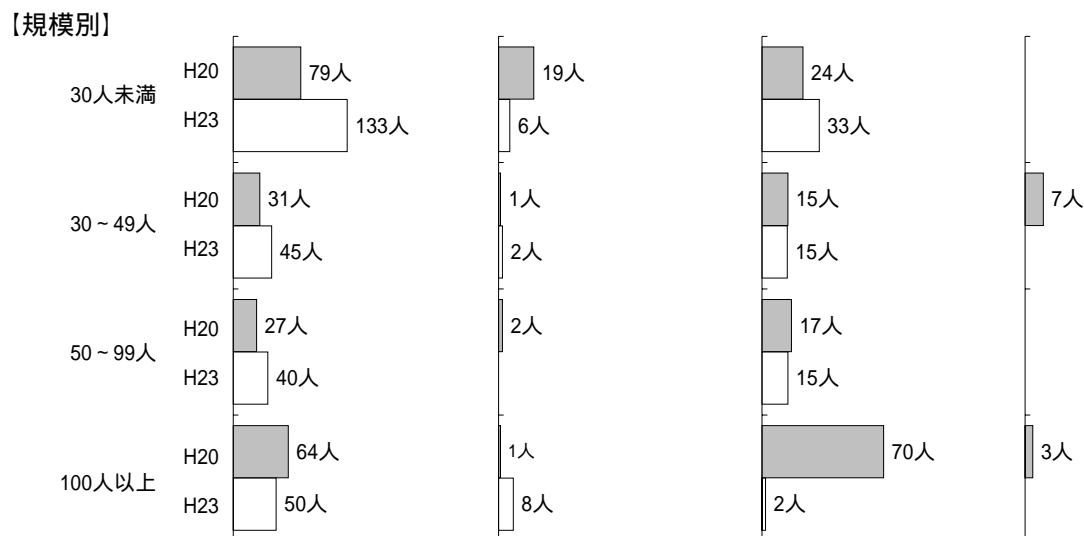 【規模別】
30人未満
H20 79人 19人 24人
H23 133人 6人 33人
30~49人
H20 31人 1人 15人 7人
H23 45人 2人 15人
50~99人
H20 27人 2人 17人
H23 40人 15人
100人以上
H20 64人 1人 70人 3人
H23 50人 8人 2人